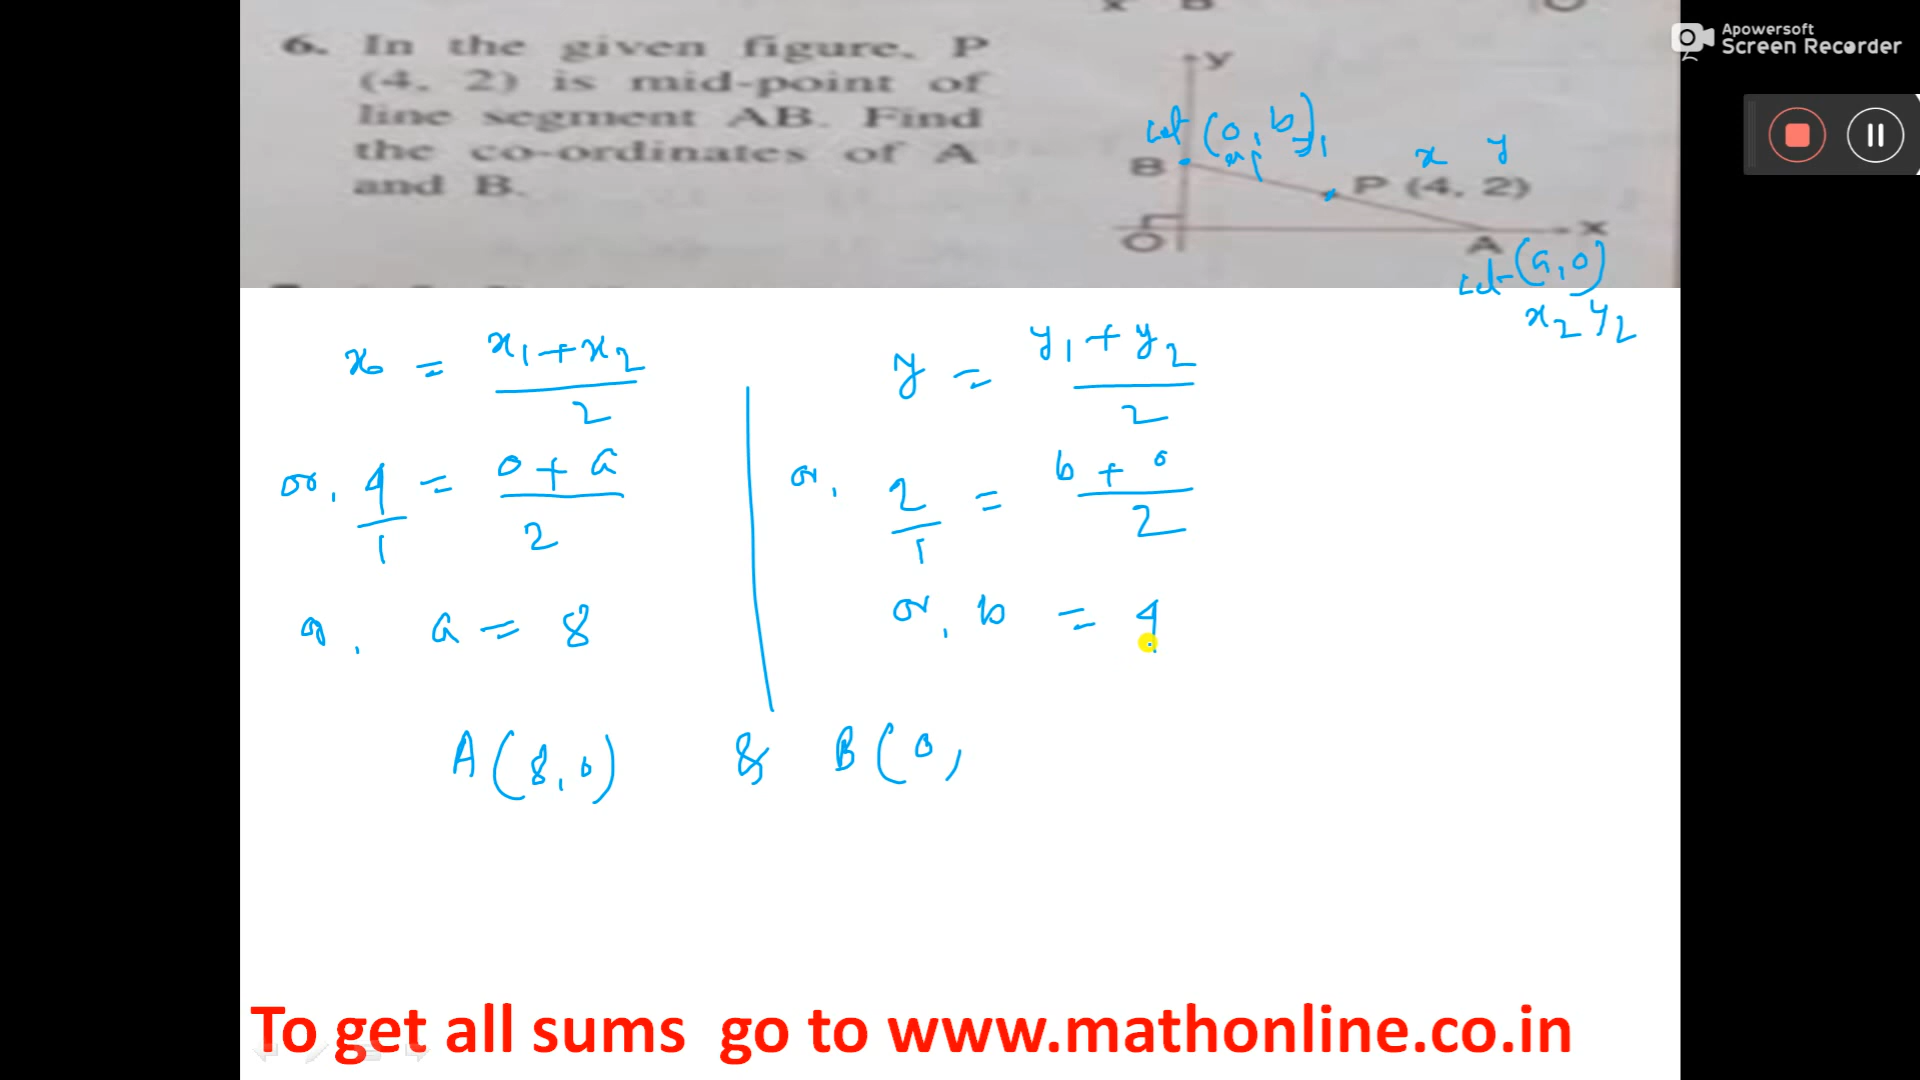 Apowersoft
Screen Recorder
6. In the given figure, P
(4, 2) is mid-point of
line segment AB. Find
the co-ordinates of A
and B.
Y
let (0, b)
x1 y1
B
x y
P (4, 2)
O
X
A
let (a, 0)
x2 y2
x = x1 + x2 / 2
y = y1 + y2 / 2
or, 4/1 = 0 + a / 2
or, 2/1 = b + 0 / 2
or, a = 8
or, b = 4
A (8, 0) & B (0,
To get all sums go to www.mathonline.co.in